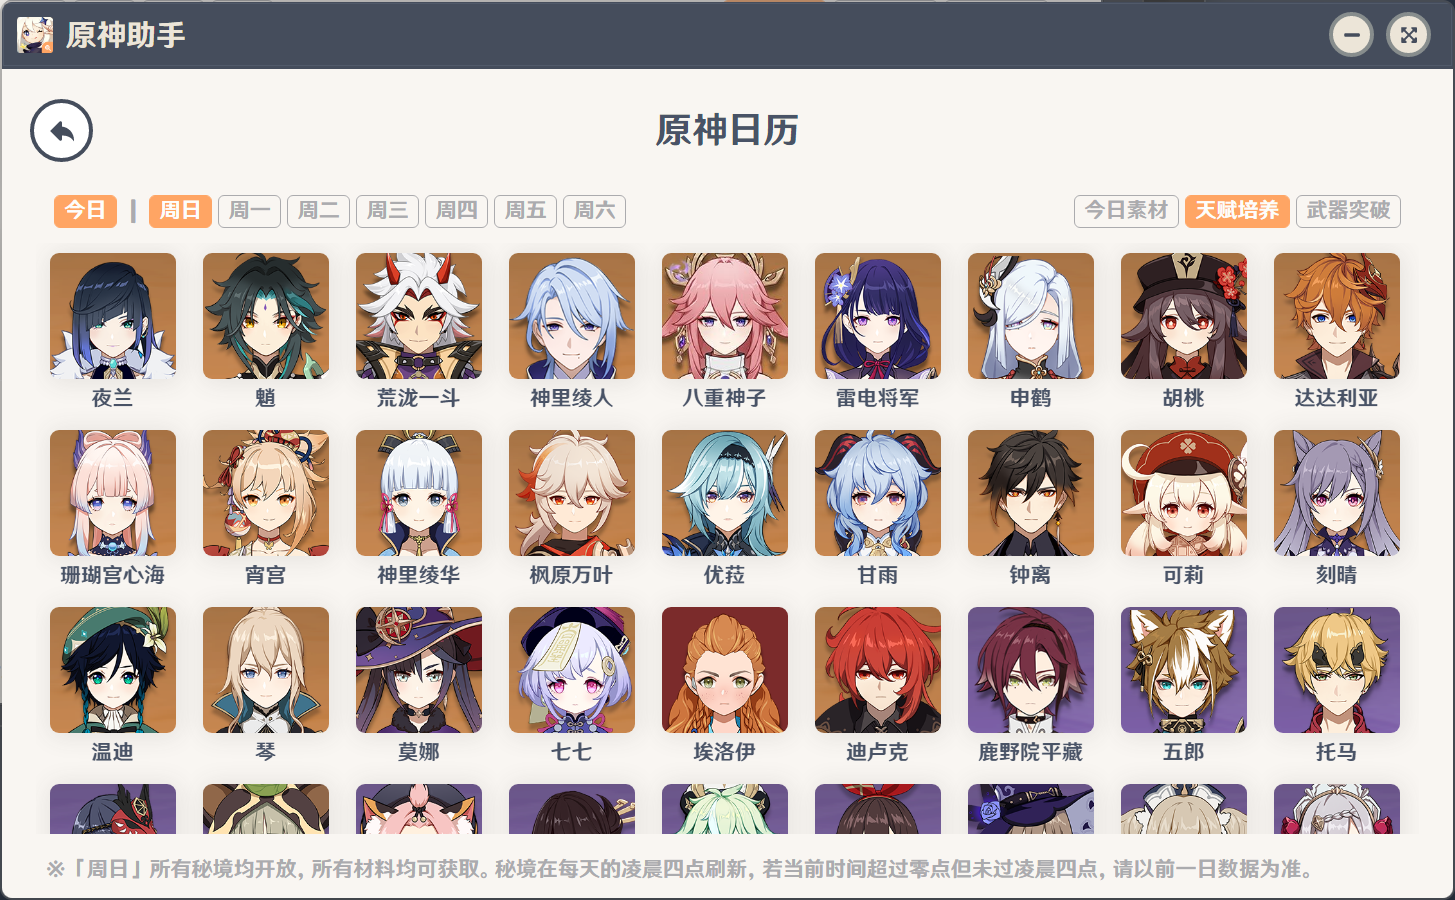 原神助手
原神日历
今日 | 周日 周一 周二 周三 周四 周五 周六 今日素材 天赋培养 武器突破
夜兰 魈 荒泷一斗 神里绫人 八重神子 雷电将军 申鹤 胡桃 达达利亚
珊瑚宫心海 宵宫 神里绫华 枫原万叶 优菈 甘雨 钟离 可莉 刻晴
温迪 琴 莫娜 七七 埃洛伊 迪卢克 鹿野院平藏 五郎 托马
※「周日」所有秘境均开放，所有材料均可获取。秘境在每天的凌晨四点刷新，若当前时间超过零点但未过凌晨四点，请以前一日数据为准。